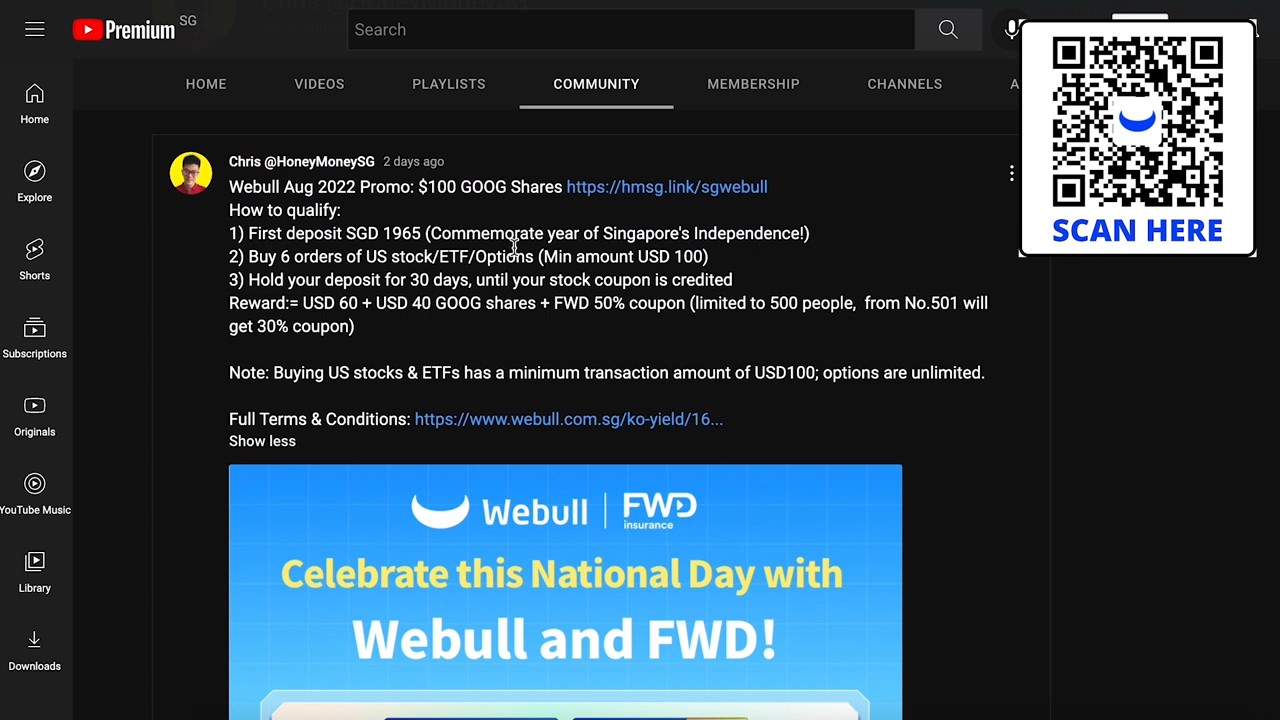 Premium SG
Search
HOME
VIDEOS
PLAYLISTS
COMMUNITY
MEMBERSHIP
CHANNELS
A
SCAN HERE
Home
Explore
Shorts
Subscriptions
Originals
YouTube Music
Library
Downloads
Chris @HoneyMoneySG 2 days ago
Webull Aug 2022 Promo: $100 GOOG Shares https://hmsg.link/sgwebull
How to qualify:
1) First deposit SGD 1965 (Commemorate year of Singapore's Independence!)
2) Buy 6 orders of US stock/ETF/Options (Min amount USD 100)
3) Hold your deposit for 30 days, until your stock coupon is credited
Reward:= USD 60 + USD 40 GOOG shares + FWD 50% coupon (limited to 500 people, from No.501 will
get 30% coupon)
Note: Buying US stocks & ETFs has a minimum transaction amount of USD100; options are unlimited.
Full Terms & Conditions: https://www.webull.com.sg/ko-yield/16...
Show less
Webull | FWD
insurance
Celebrate this National Day with
Webull and FWD!